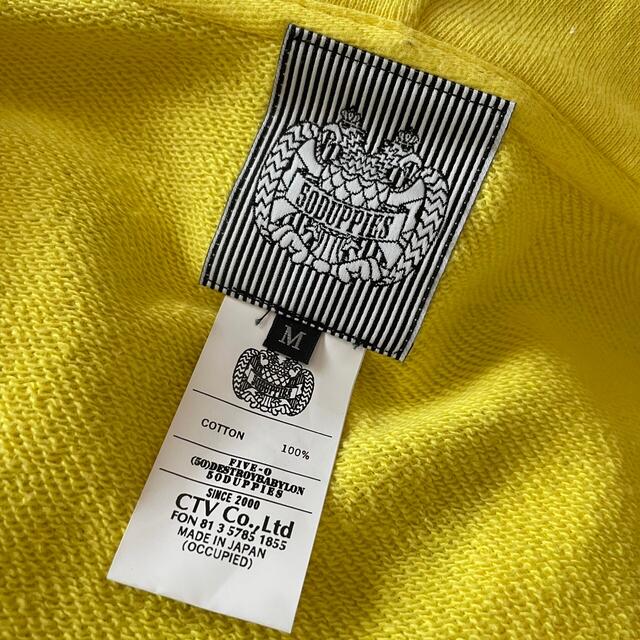 50DUPPIES
M
50DUPPIES
COTTON 100%
FIVE-O
(50)DESTROYBABYLON
50DUPPIES
SINCE 2000
CTV Co.,Ltd
FON 81 3 5785 1855
MADE IN JAPAN
(OCCUPIED)